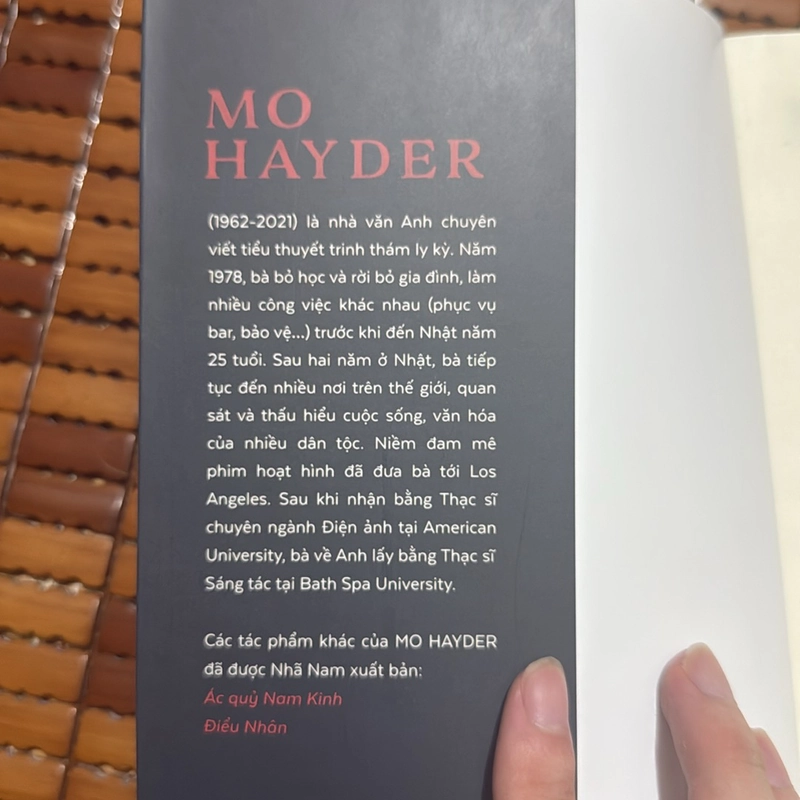 MO
HAYDER
(1962-2021) là nhà văn Anh chuyên
viết tiểu thuyết trinh thám ly kỳ. Năm
1978, bà bỏ học và rời bỏ gia đình, làm
nhiều công việc khác nhau (phục vụ
bar, bảo vệ...) trước khi đến Nhật năm
25 tuổi. Sau hai năm ở Nhật, bà tiếp
tục đến nhiều nơi trên thế giới, quan
sát và thấu hiểu cuộc sống, văn hóa
của nhiều dân tộc. Niềm đam mê
phim hoạt hình đã đưa bà tới Los
Angeles. Sau khi nhận bằng Thạc sĩ
chuyên ngành Điện ảnh tại American
University, bà về Anh lấy bằng Thạc sĩ
Sáng tác tại Bath Spa University.
Các tác phẩm khác của MO HAYDER
đã được Nhã Nam xuất bản:
Ác quỷ Nam Kinh
Điểu Nhân